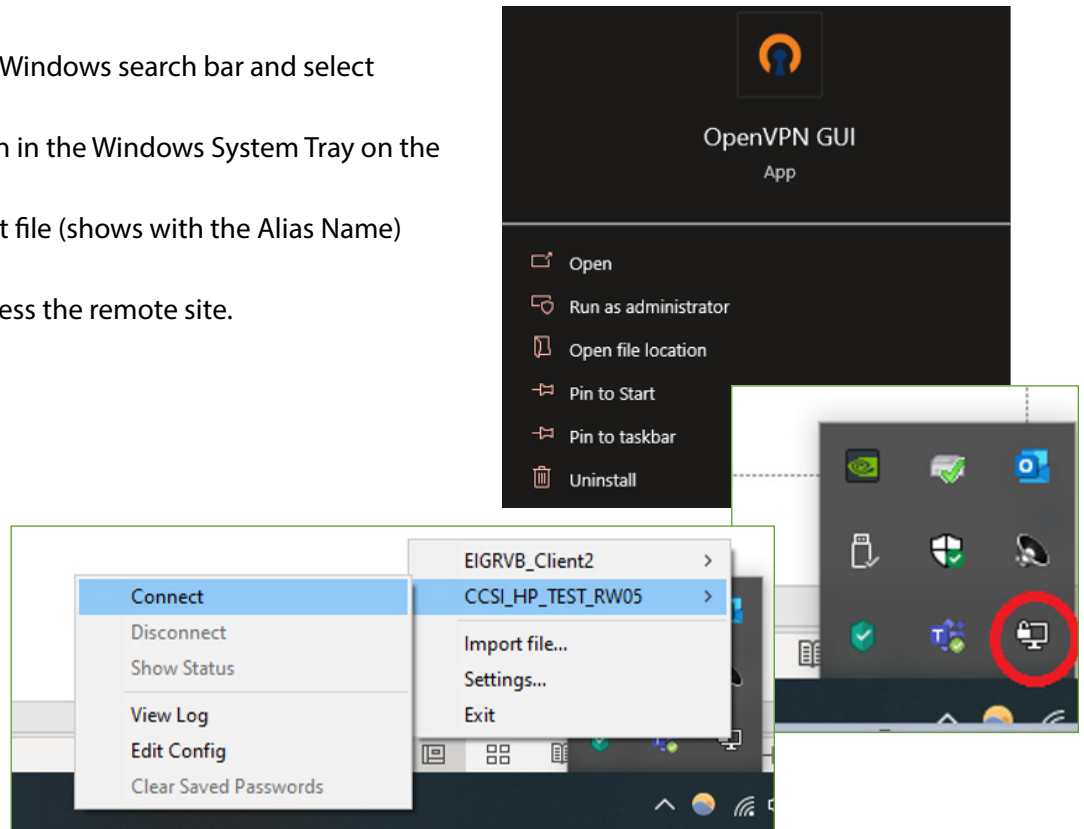 Windows search bar and select
in the Windows System Tray on the
file (shows with the Alias Name)
the remote site.
OpenVPN GUI
App
Open
Run as administrator
Open file location
Pin to Start
Pin to taskbar
Uninstall
EIGRVB_Client2
CCSI_HP_TEST_RW05
Import file...
Settings...
Exit
Connect
Disconnect
Show Status
View Log
Edit Config
Clear Saved Passwords